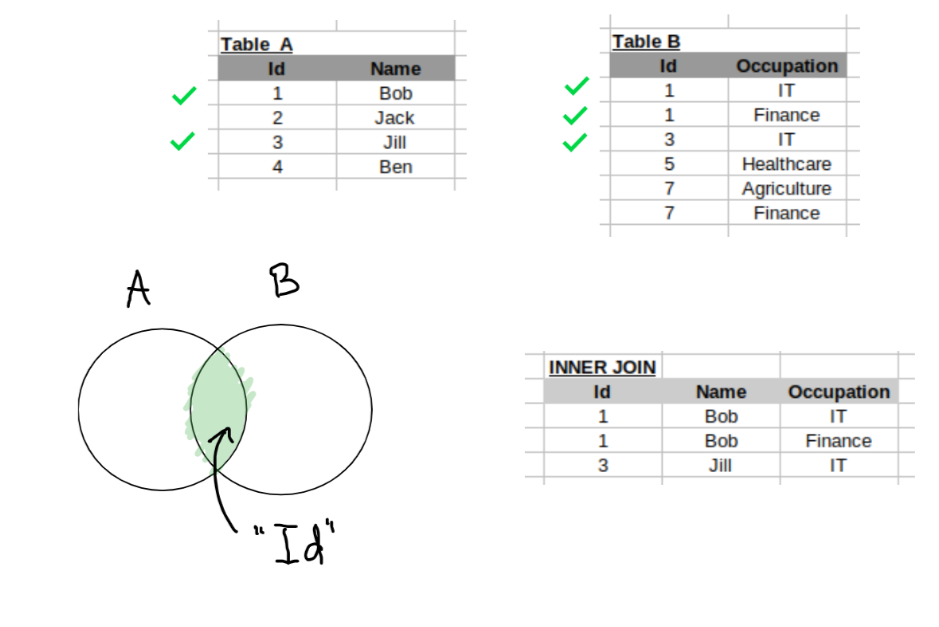 Table A
Id Name
1 Bob
2 Jack
3 Jill
4 Ben
Table B
Id Occupation
1 IT
1 Finance
3 IT
5 Healthcare
7 Agriculture
7 Finance
A B
"Id"
INNER JOIN
Id Name Occupation
1 Bob IT
1 Bob Finance
3 Jill IT